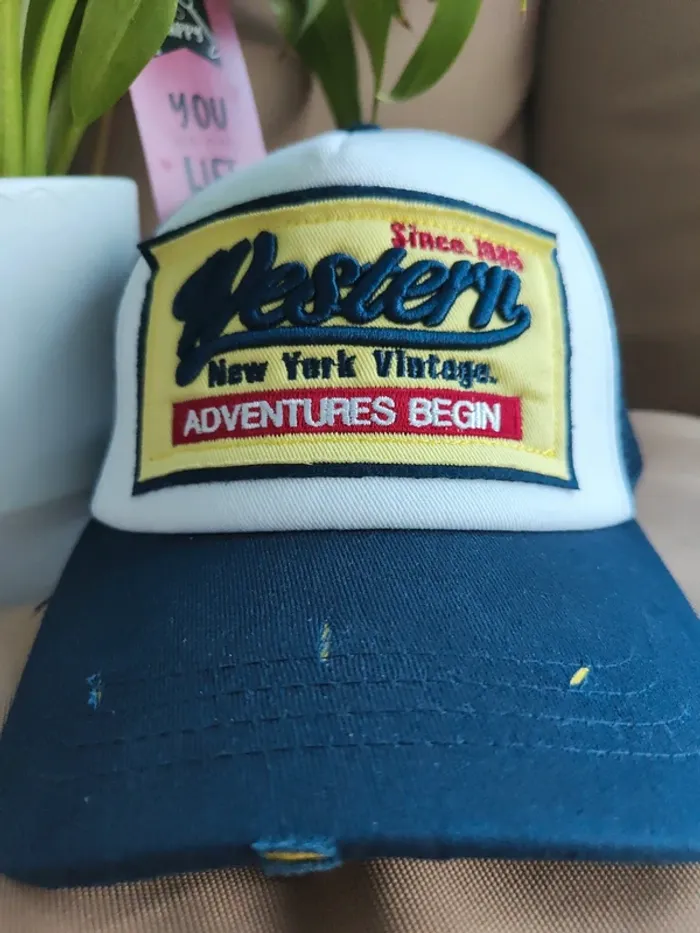 YOU
Since. 1985
Western
New York Vintage.
ADVENTURES BEGIN